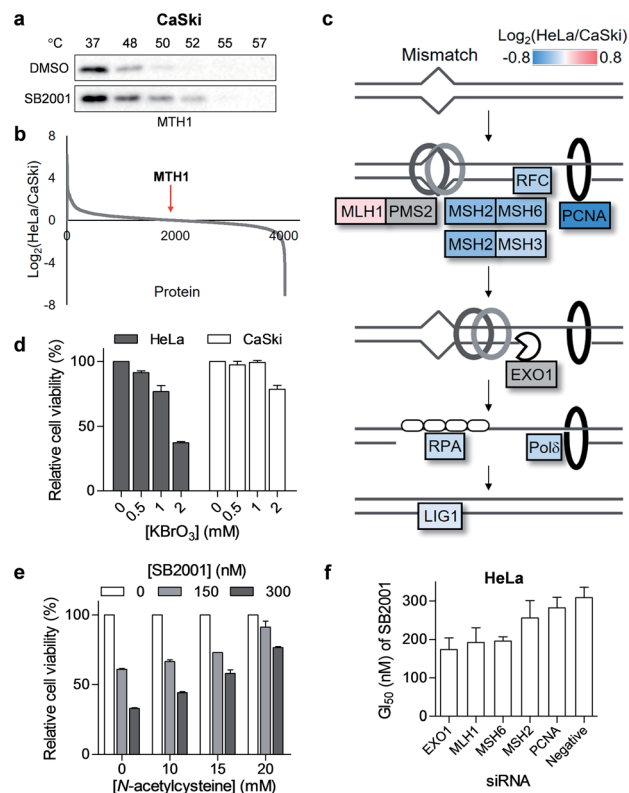 a
CaSki
°C 37 48 50 52 55 57
DMSO
SB2001
MTH1
b
Log2(HeLa/CaSki)
8
4
0
-4
-8
MTH1
0 2000 4000
Protein
c
Log2(HeLa/CaSki)
-0.8 0.8
Mismatch
RFC
MLH1 PMS2 MSH2 MSH6 PCNA
MSH2 MSH3
EXO1
RPA Polδ
LIG1
d
HeLa CaSki
Relative cell viability (%)
100
50
0
0 0.5 1 2 0 0.5 1 2
[KBrO3] (mM)
e
[SB2001] (nM)
0 150 300
Relative cell viability (%)
100
50
0
0 10 15 20
[N-acetylcysteine] (mM)
f
HeLa
GI50 (nM) of SB2001
300
200
100
0
EXO1 MLH1 MSH6 MSH2 PCNA Negative
siRNA